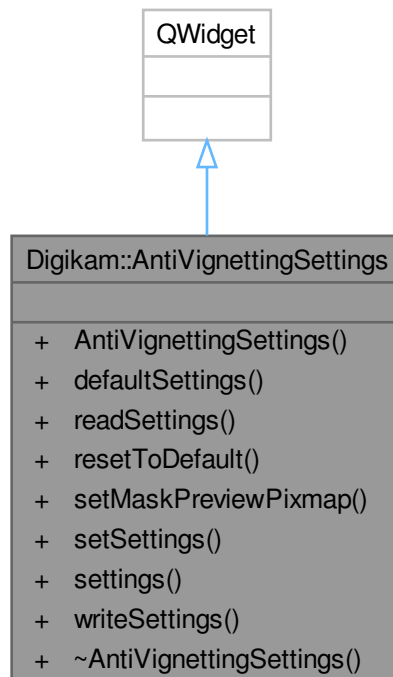 QWidget
Digikam::AntiVignettingSettings
+ AntiVignettingSettings()
+ defaultSettings()
+ readSettings()
+ resetToDefault()
+ setMaskPreviewPixmap()
+ setSettings()
+ settings()
+ writeSettings()
+ ~AntiVignettingSettings()